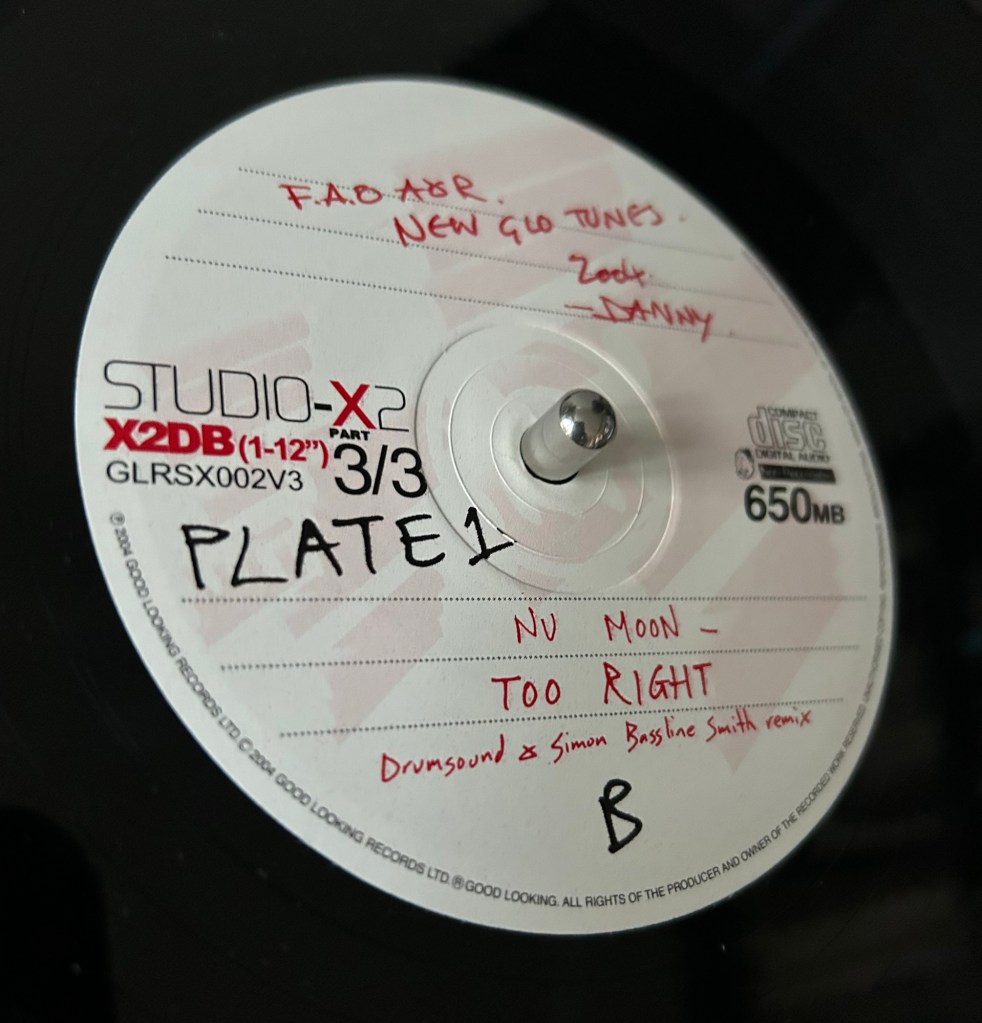 F.A.O A&R.
NEW GLO TUNES.
2004.
-DANNY.
STUDIO-X2
X2DB (1-12") PART 3/3
GLRSX002V3
COMPACT
disc
DIGITAL AUDIO
650MB
PLATE 1
NU MOON -
TOO RIGHT
Drumsound & Simon Bassline Smith remix
B
℗ 2004 GOOD LOOKING RECORDS LTD. © 2004 GOOD LOOKING RECORDS LTD. ® GOOD LOOKING. ALL RIGHTS OF THE PRODUCER AND OWNER OF THE RECORDED WORK RESERVED.